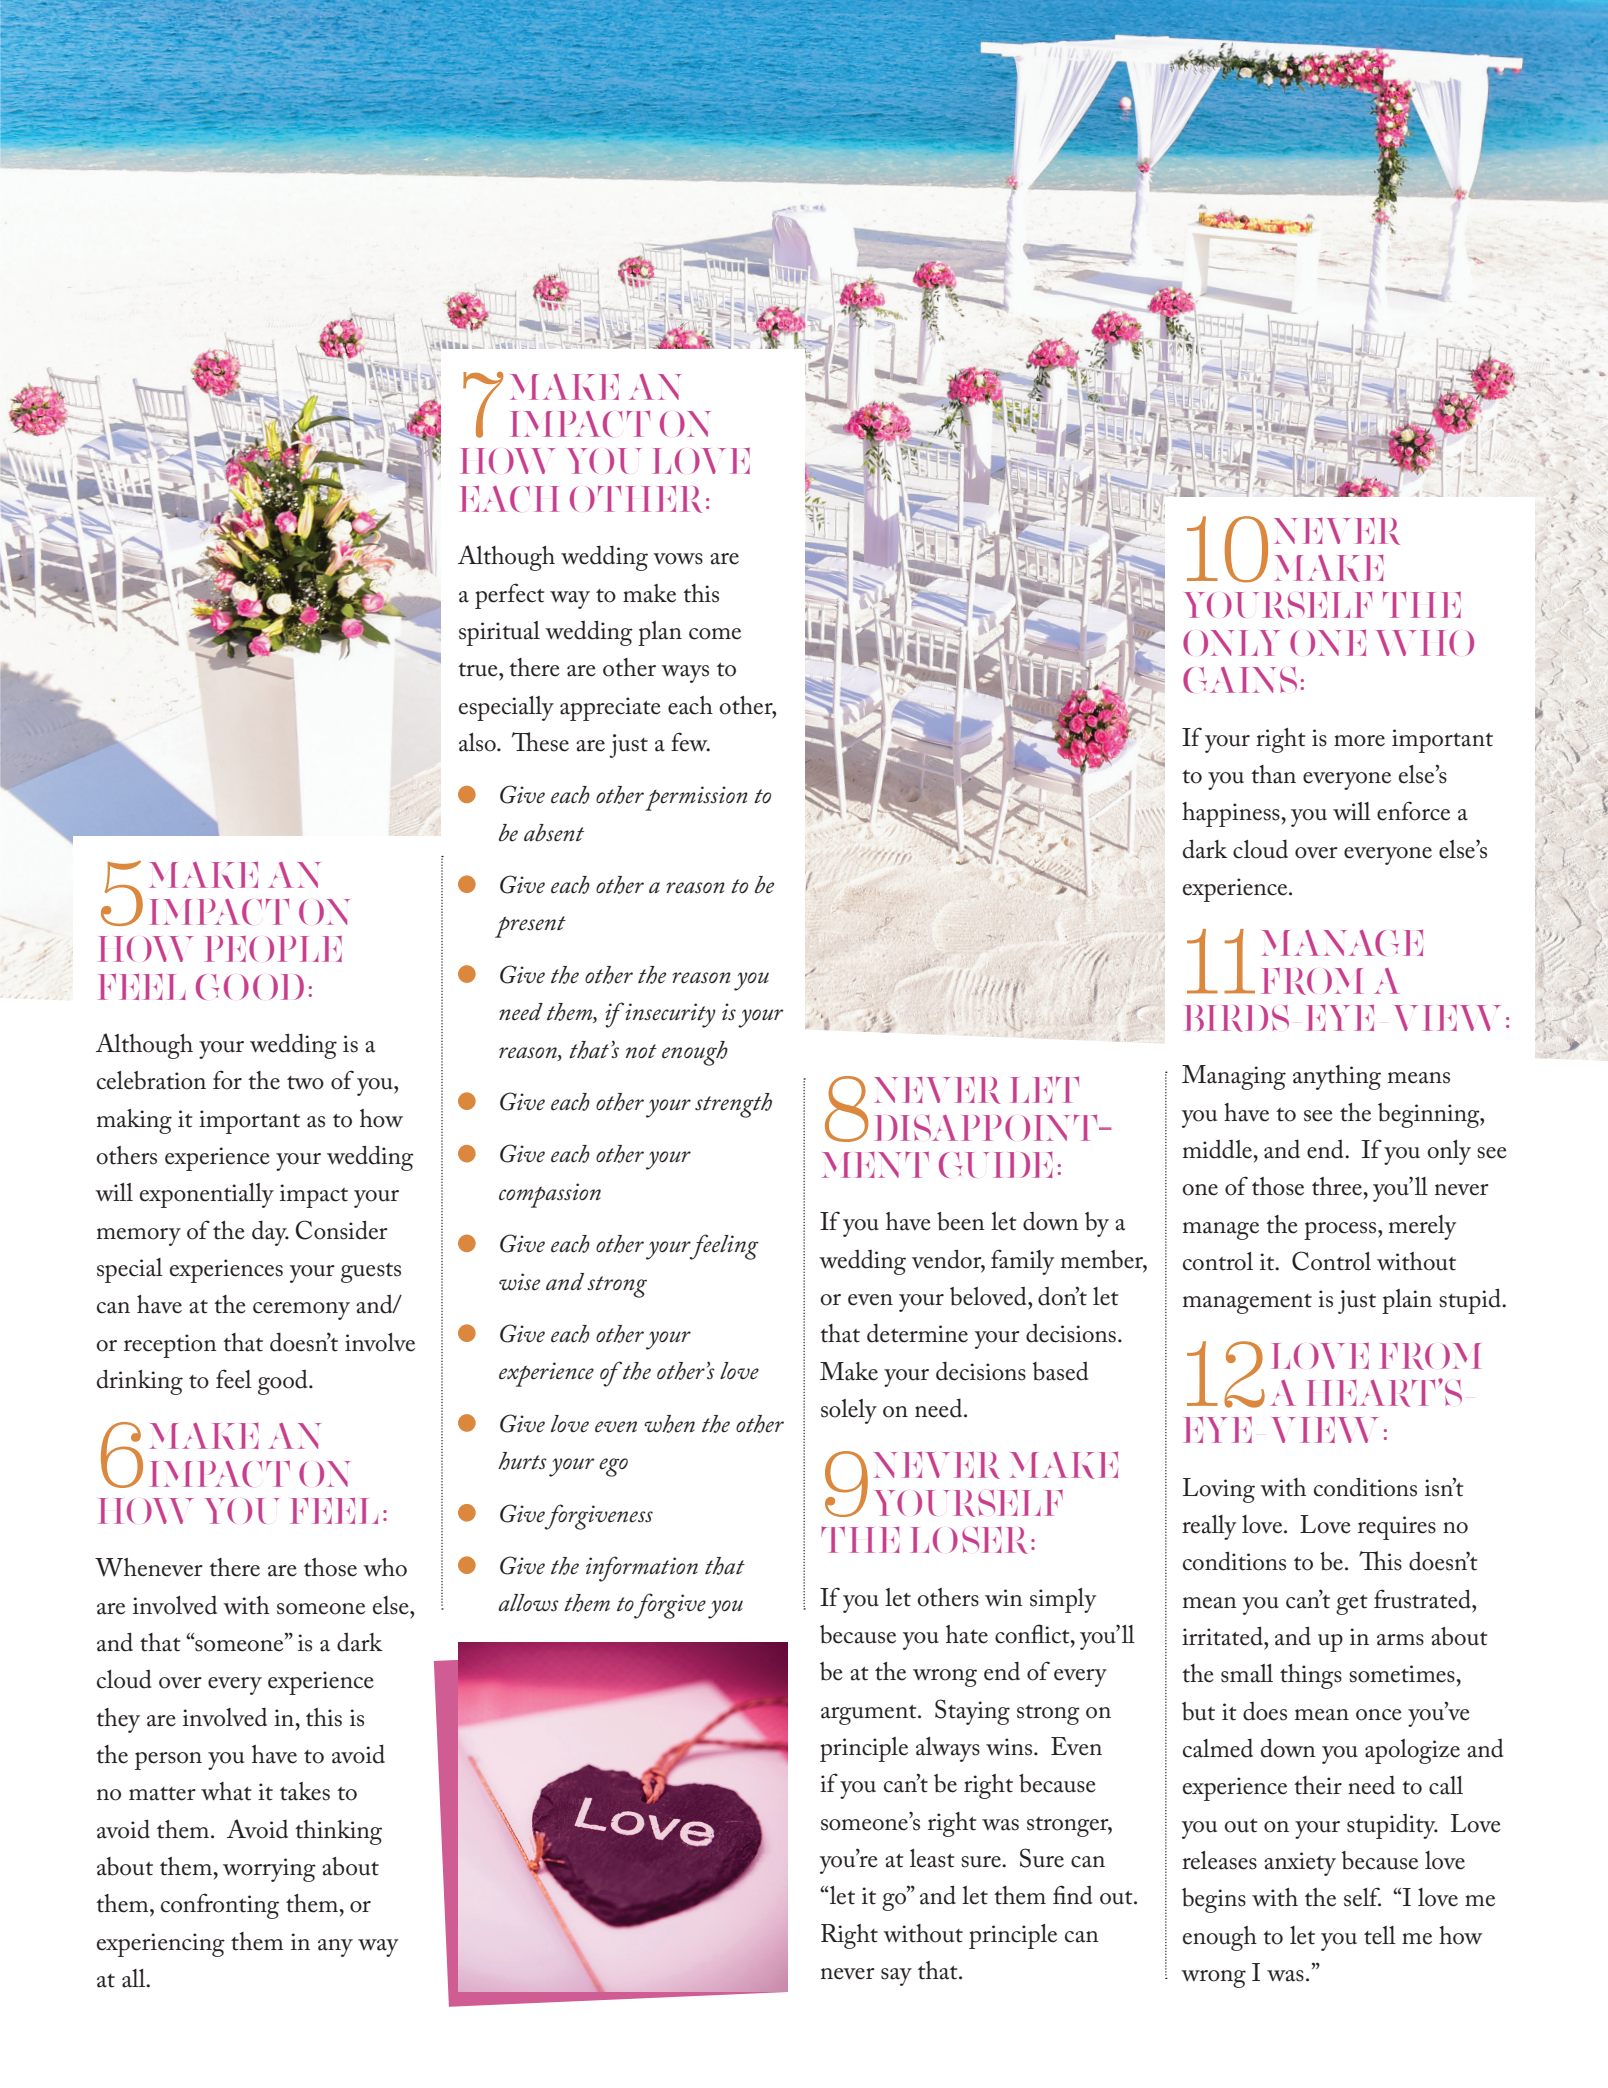 5 MAKE AN
IMPACT ON
HOW PEOPLE
FEEL GOOD:
Although your wedding is a
celebration for the two of you,
making it important as to how
others experience your wedding
will exponentially impact your
memory of the day. Consider
special experiences your guests
can have at the ceremony and/
or reception that doesn’t involve
drinking to feel good.
6 MAKE AN
IMPACT ON
HOW YOU FEEL:
Whenever there are those who
are involved with someone else,
and that “someone” is a dark
cloud over every experience
they are involved in, this is
the person you have to avoid
no matter what it takes to
avoid them.  Avoid thinking
about them, worrying about
them, confronting them, or
experiencing them in any way
at all.
7 MAKE AN
IMPACT ON
HOW YOU LOVE
EACH OTHER:
Although wedding vows are
a perfect way to make this
spiritual wedding plan come
true, there are other ways to
especially appreciate each other,
also.  These are just a few.
● Give each other permission to
be absent
● Give each other a reason to be
present
● Give the other the reason you
need them, if insecurity is your
reason, that’s not enough
● Give each other your strength
● Give each other your
compassion
● Give each other your feeling
wise and strong
● Give each other your
experience of the other’s love
● Give love even when the other
hurts your ego
● Give forgiveness
● Give the information that
allows them to forgive you
Love
8 NEVER LET
DISAPPOINT-
MENT GUIDE:
If you have been let down by a
wedding vendor, family member,
or even your beloved, don’t let
that determine your decisions.
Make your decisions based
solely on need.
9 NEVER MAKE
YOURSELF
THE LOSER:
If you let others win simply
because you hate conflict, you’ll
be at the wrong end of every
argument.  Staying strong on
principle always wins.  Even
if you can’t be right because
someone’s right was stronger,
you’re at least sure.  Sure can
“let it go” and let them find out.
Right without principle can
never say that.
10 NEVER
MAKE
YOURSELF THE
ONLY ONE WHO
GAINS:
If your right is more important
to you than everyone else’s
happiness, you will enforce a
dark cloud over everyone else’s
experience.
11 MANAGE
FROM A
BIRDS-EYE-VIEW:
Managing anything means
you have to see the beginning,
middle, and end.  If you only see
one of those three, you’ll never
manage the process, merely
control it.  Control without
management is just plain stupid.
12 LOVE FROM
A HEART’S-
EYE-VIEW:
Loving with conditions isn’t
really love.  Love requires no
conditions to be.  This doesn’t
mean you can’t get frustrated,
irritated, and up in arms about
the small things sometimes,
but it does mean once you’ve
calmed down you apologize and
experience their need to call
you out on your stupidity.  Love
releases anxiety because love
begins with the self.  “I love me
enough to let you tell me how
wrong I was.”